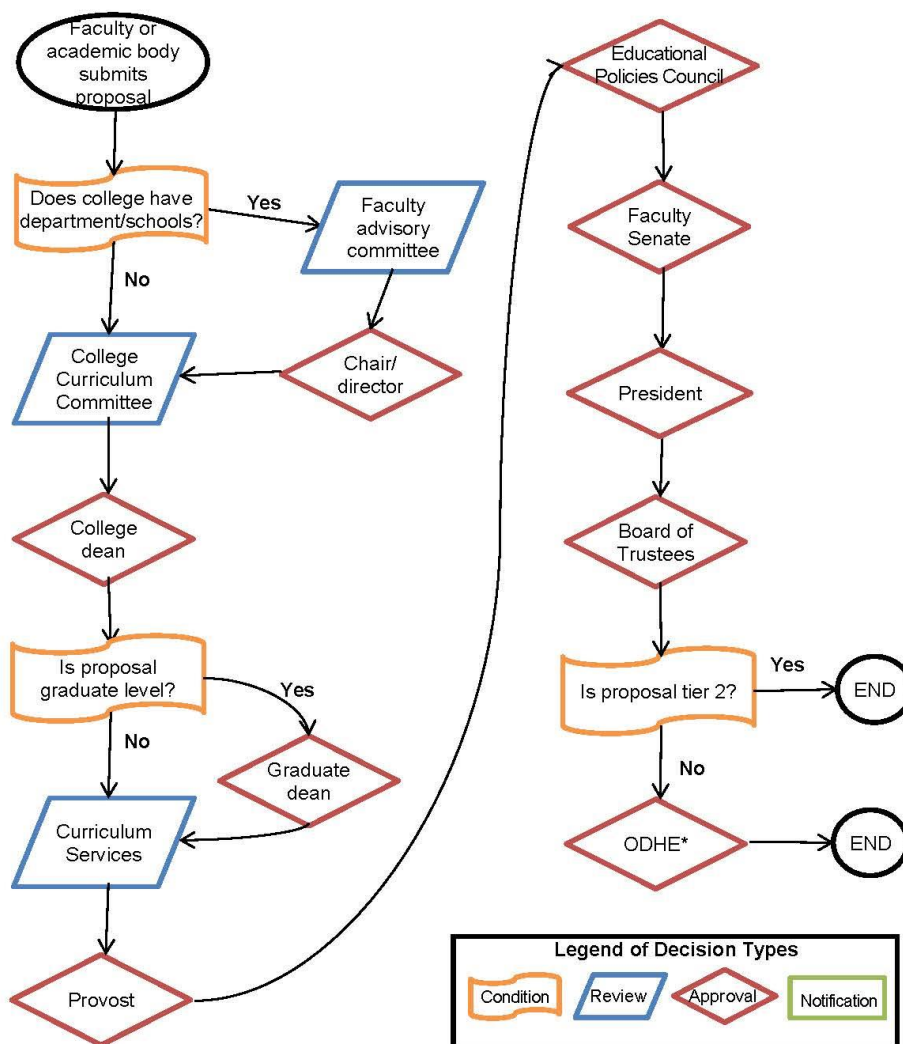 Faculty or
academic body
submits
proposal
Does college have
department/schools?
Yes
Faculty
advisory
committee
No
College
Curriculum
Committee
Chair/
director
College
dean
Is proposal
graduate level?
Yes
No
Graduate
dean
Curriculum
Services
Provost
Educational
Policies Council
Faculty
Senate
President
Board of
Trustees
Is proposal tier 2?
Yes
END
No
ODHE*
END
Legend of Decision Types
Condition
Review
Approval
Notification